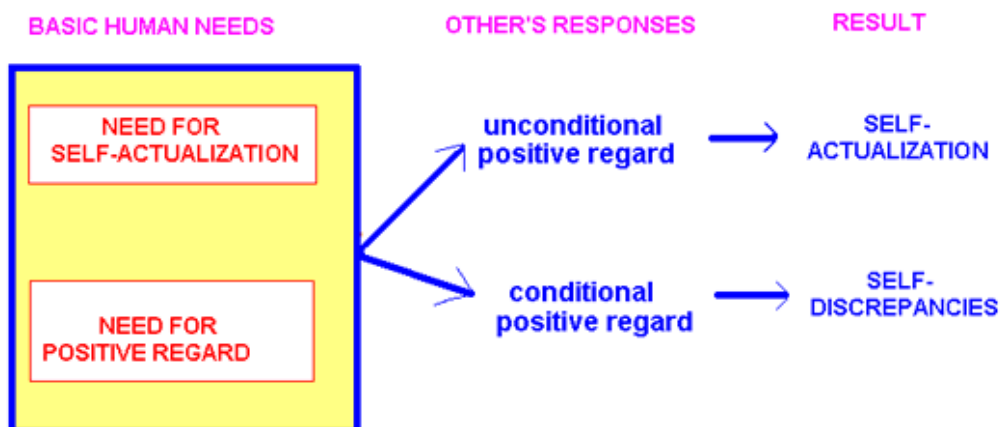 BASIC HUMAN NEEDS
OTHER'S RESPONSES
RESULT
NEED FOR
SELF-ACTUALIZATION
unconditional
positive regard
SELF-
ACTUALIZATION
NEED FOR
POSITIVE REGARD
conditional
positive regard
SELF-
DISCREPANCIES